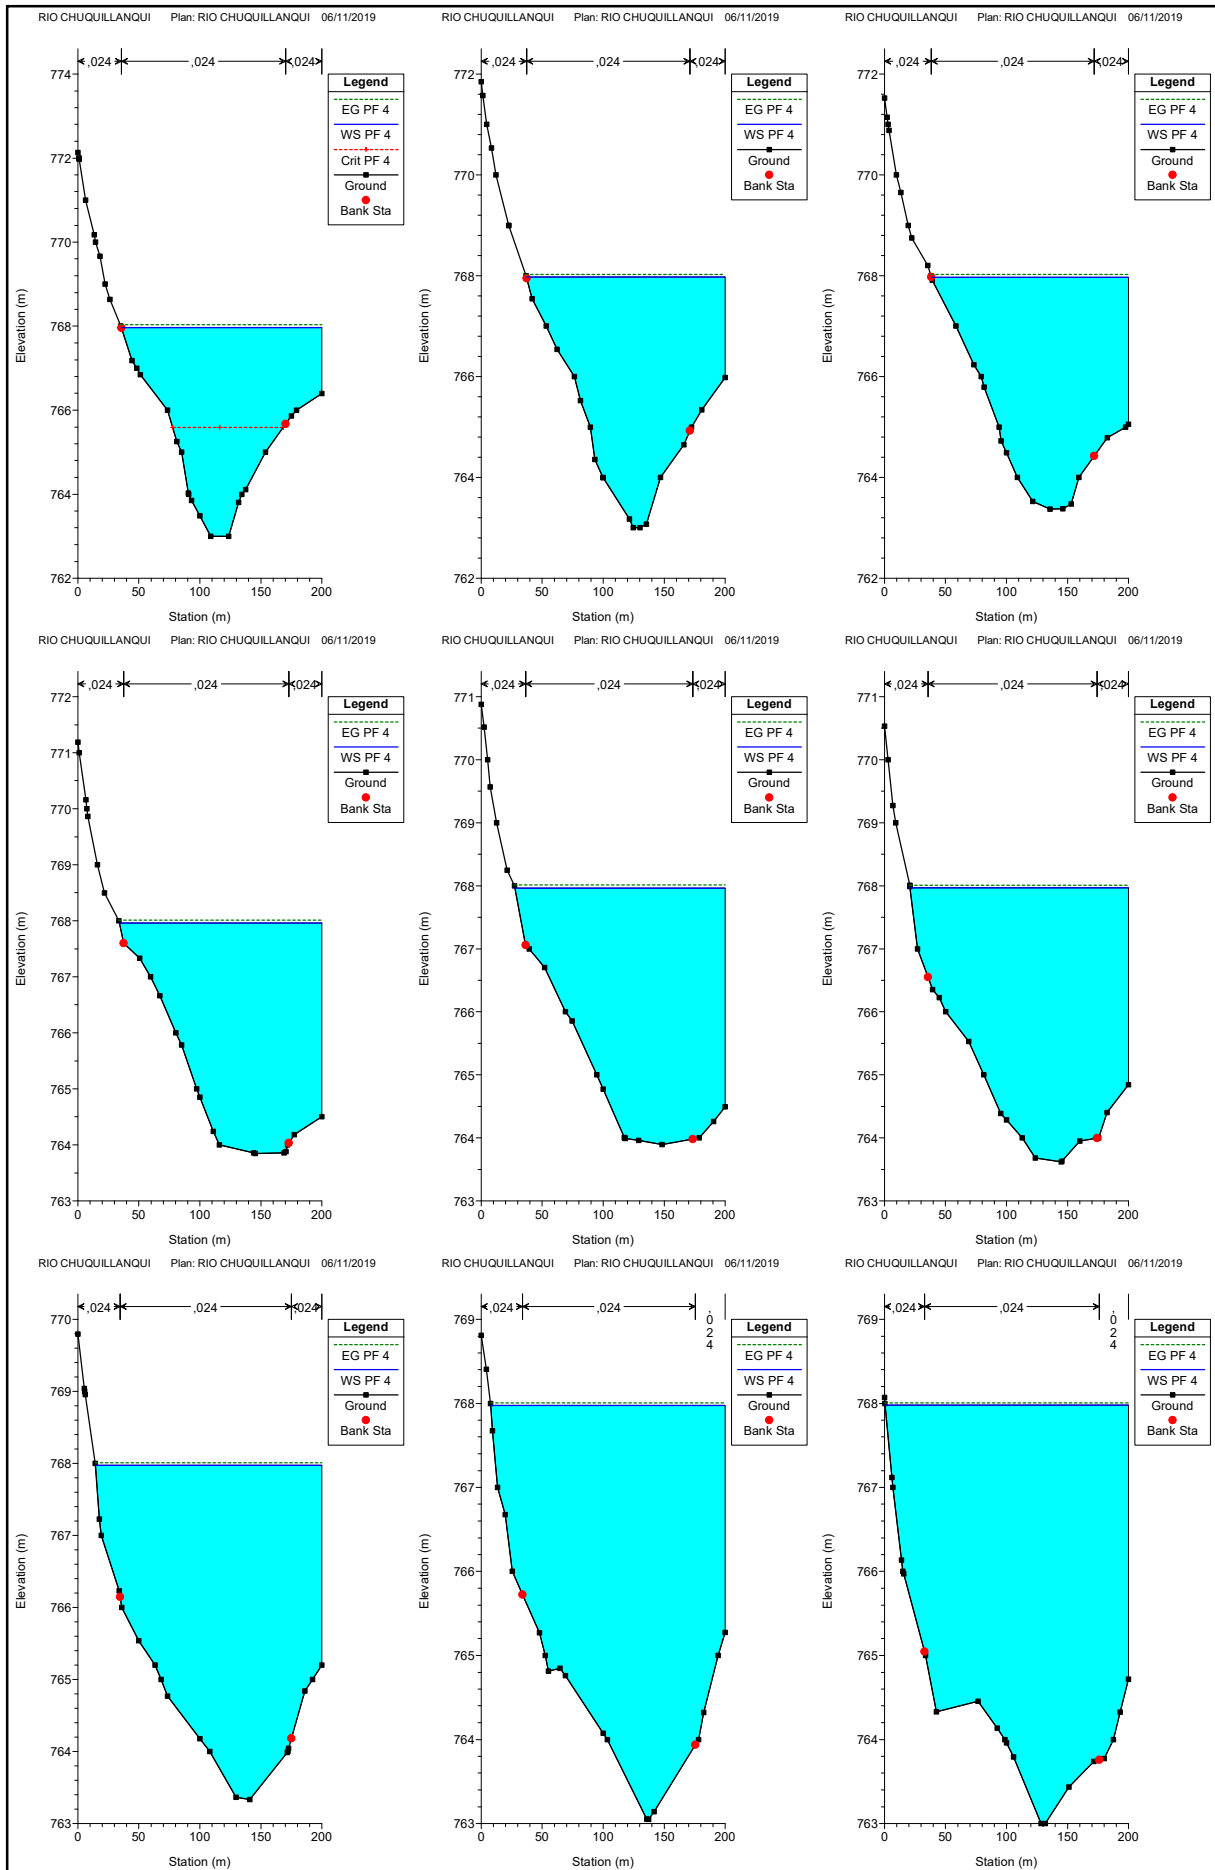 RIO CHUQUILLANQUI Plan: RIO CHUQUILLANQUI 06/11/2019
,024 ,024 ,024
Legend
EG PF 4
WS PF 4
Crit PF 4
Ground
Bank Sta
774
772
770
768
766
764
762
Elevation (m)
0 50 100 150 200
Station (m)
RIO CHUQUILLANQUI Plan: RIO CHUQUILLANQUI 06/11/2019
,024 ,024 ,024
Legend
EG PF 4
WS PF 4
Ground
Bank Sta
772
770
768
766
764
762
Elevation (m)
0 50 100 150 200
Station (m)
RIO CHUQUILLANQUI Plan: RIO CHUQUILLANQUI 06/11/2019
,024 ,024 ,024
Legend
EG PF 4
WS PF 4
Ground
Bank Sta
772
770
768
766
764
762
Elevation (m)
0 50 100 150 200
Station (m)
RIO CHUQUILLANQUI Plan: RIO CHUQUILLANQUI 06/11/2019
,024 ,024 ,024
Legend
EG PF 4
WS PF 4
Ground
Bank Sta
772
771
770
769
768
767
766
765
764
763
Elevation (m)
0 50 100 150 200
Station (m)
RIO CHUQUILLANQUI Plan: RIO CHUQUILLANQUI 06/11/2019
,024 ,024 ,024
Legend
EG PF 4
WS PF 4
Ground
Bank Sta
771
770
769
768
767
766
765
764
763
Elevation (m)
0 50 100 150 200
Station (m)
RIO CHUQUILLANQUI Plan: RIO CHUQUILLANQUI 06/11/2019
,024 ,024 ,024
Legend
EG PF 4
WS PF 4
Ground
Bank Sta
771
770
769
768
767
766
765
764
763
Elevation (m)
0 50 100 150 200
Station (m)
RIO CHUQUILLANQUI Plan: RIO CHUQUILLANQUI 06/11/2019
,024 ,024 ,024
Legend
EG PF 4
WS PF 4
Ground
Bank Sta
770
769
768
767
766
765
764
763
Elevation (m)
0 50 100 150 200
Station (m)
RIO CHUQUILLANQUI Plan: RIO CHUQUILLANQUI 06/11/2019
,024 ,024 ,024
Legend
EG PF 4
WS PF 4
Ground
Bank Sta
769
768
767
766
765
764
763
Elevation (m)
0 50 100 150 200
Station (m)
RIO CHUQUILLANQUI Plan: RIO CHUQUILLANQUI 06/11/2019
,024 ,024 ,024
Legend
EG PF 4
WS PF 4
Ground
Bank Sta
769
768
767
766
765
764
763
Elevation (m)
0 50 100 150 200
Station (m)